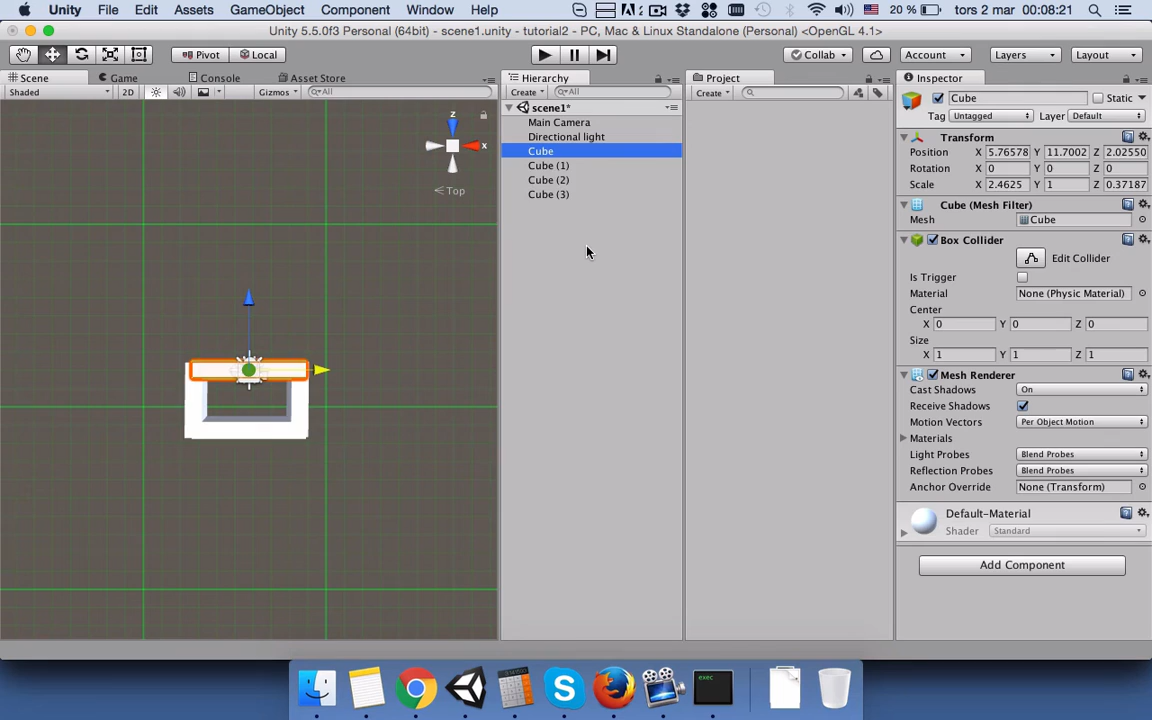 Unity File Edit Assets GameObject Component Window Help 20 % tors 2 mar 00:08:21
Unity 5.5.0f3 Personal (64bit) - scene1.unity - tutorial2 - PC, Mac & Linux Standalone (Personal) <OpenGL 4.1>
Pivot Local Collab Account Layers Layout
Scene Game Console Asset Store Hierarchy Project Inspector
Shaded 2D Gizmos All Create All Create Cube Static
scene1*
Tag Untagged Layer Default
Main Camera
Directional light
Cube
Cube (1)
Cube (2)
Cube (3)
z
x
Top
Transform
Position X 5.76578 Y 11.7002 Z 2.02550
Rotation X 0 Y 0 Z 0
Scale X 2.4625 Y 1 Z 0.37187
Cube (Mesh Filter)
Mesh Cube
Box Collider
Edit Collider
Is Trigger
Material None (Physic Material)
Center
X 0 Y 0 Z 0
Size
X 1 Y 1 Z 1
Mesh Renderer
Cast Shadows On
Receive Shadows
Motion Vectors Per Object Motion
Materials
Light Probes Blend Probes
Reflection Probes Blend Probes
Anchor Override None (Transform)
Default-Material
Shader Standard
Add Component
exec